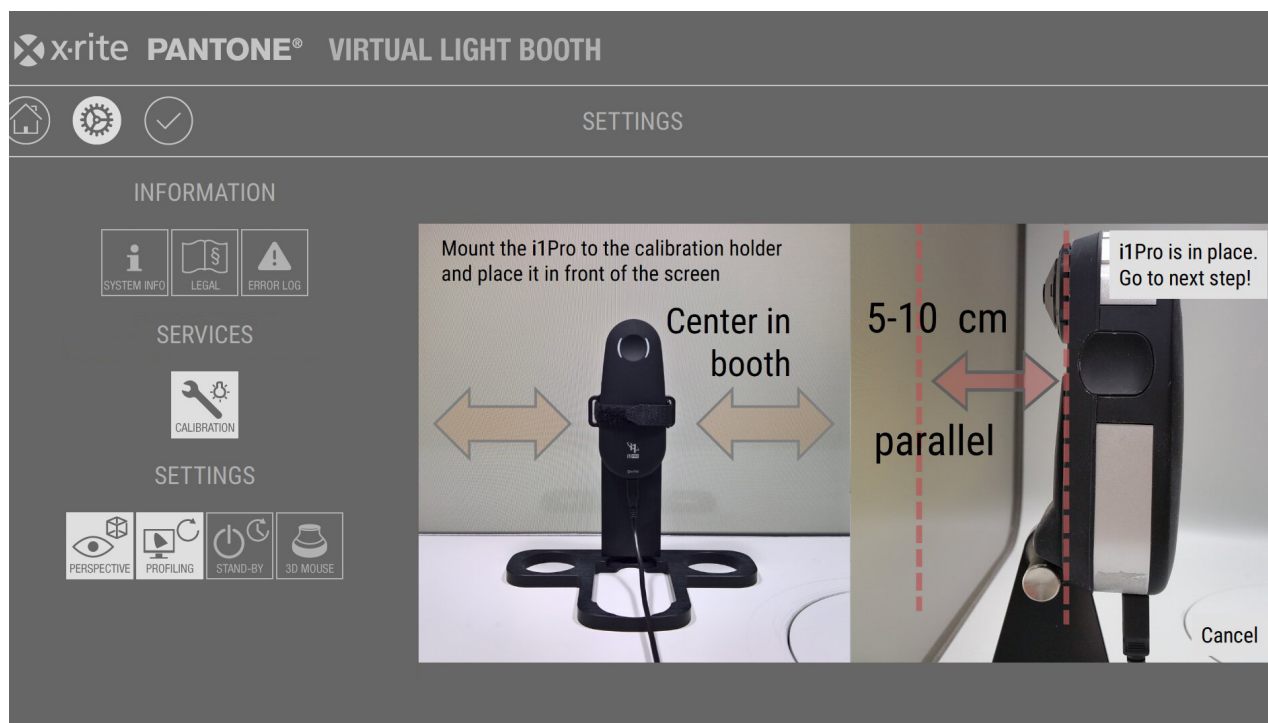 x·rite PANTONE® VIRTUAL LIGHT BOOTH
SETTINGS
INFORMATION
SYSTEM INFO
LEGAL
ERROR LOG
SERVICES
CALIBRATION
SETTINGS
PERSPECTIVE
PROFILING
STAND-BY
3D MOUSE
Mount the i1Pro to the calibration holder
and place it in front of the screen
Center in
booth
5-10 cm
parallel
i1Pro is in place.
Go to next step!
Cancel